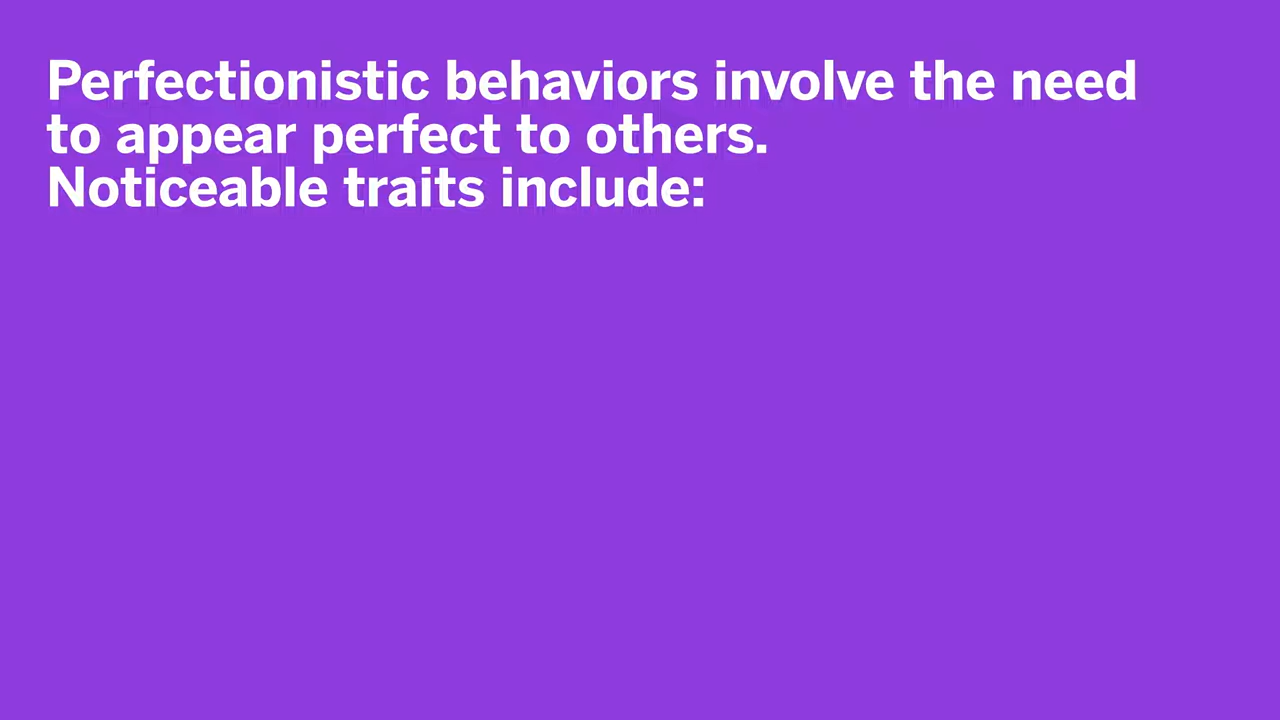 Perfectionistic behaviors involve the need
to appear perfect to others.
Noticeable traits include: